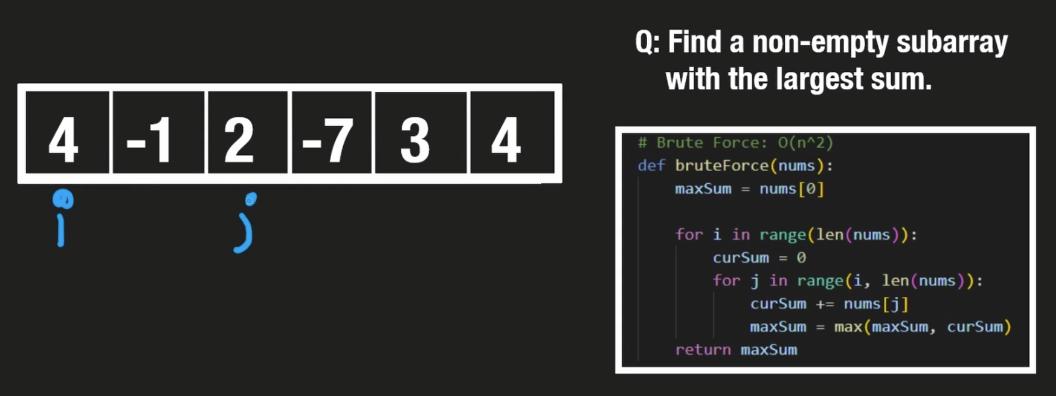 Q: Find a non-empty subarray
with the largest sum.
4 -1 2 -7 3 4
i j
# Brute Force: O(n^2)
def bruteForce(nums):
    maxSum = nums[0]

    for i in range(len(nums)):
        curSum = 0
        for j in range(i, len(nums)):
            curSum += nums[j]
            maxSum = max(maxSum, curSum)
    return maxSum